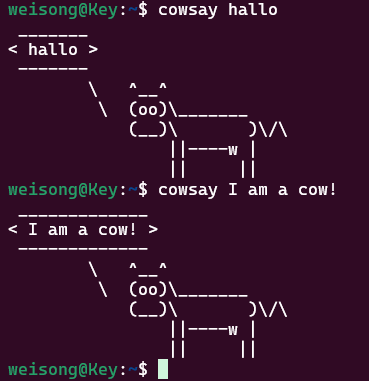 weisong@Key:~$ cowsay hallo
 _______
< hallo >
 -------
        \   ^__^
         \  (oo)\_______
            (__)\       )\/\
                ||----w |
                ||     ||
weisong@Key:~$ cowsay I am a cow!
 _____________
< I am a cow! >
 -------------
        \   ^__^
         \  (oo)\_______
            (__)\       )\/\
                ||----w |
                ||     ||
weisong@Key:~$